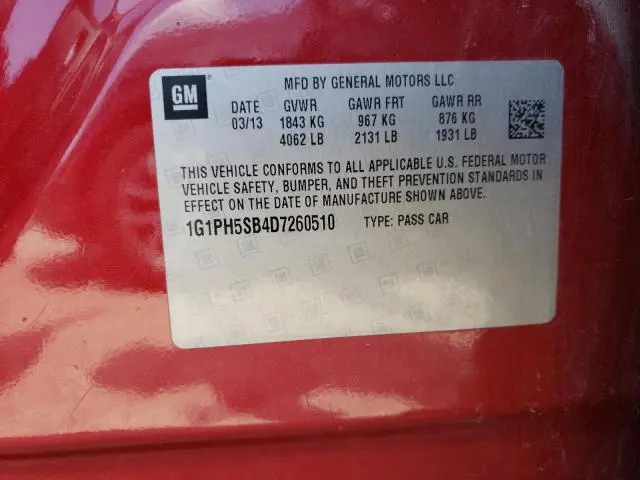 GM ® MFD BY GENERAL MOTORS LLC
DATE GVWR GAWR FRT GAWR RR
03/13 1843 KG 967 KG 876 KG
4062 LB 2131 LB 1931 LB
THIS VEHICLE CONFORMS TO ALL APPLICABLE U.S. FEDERAL MOTOR
VEHICLE SAFETY, BUMPER, AND THEFT PREVENTION STANDARDS IN
EFFECT ON THE DATE OF MANUFACTURE SHOWN ABOVE.
1G1PH5SB4D7260510 TYPE: PASS CAR